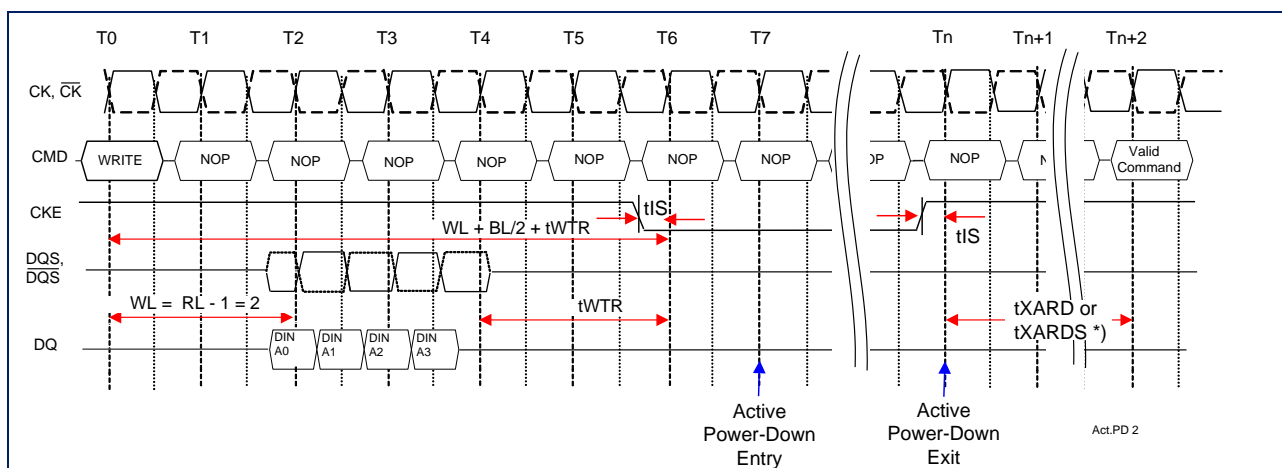 T0 T1 T2 T3 T4 T5 T6 T7 Tn Tn+1 Tn+2
CK, CK
CMD WRITE NOP NOP NOP NOP NOP NOP NOP OP NOP N Valid
Command
CKE tIS tIS
WL + BL/2 + tWTR
DQS,
DQS
WL = RL - 1 = 2 tWTR tXARD or
tXARDS *)
DQ DIN
A0 DIN
A1 DIN
A2 DIN
A3
Active
Power-Down
Entry
Active
Power-Down
Exit
Act.PD 2